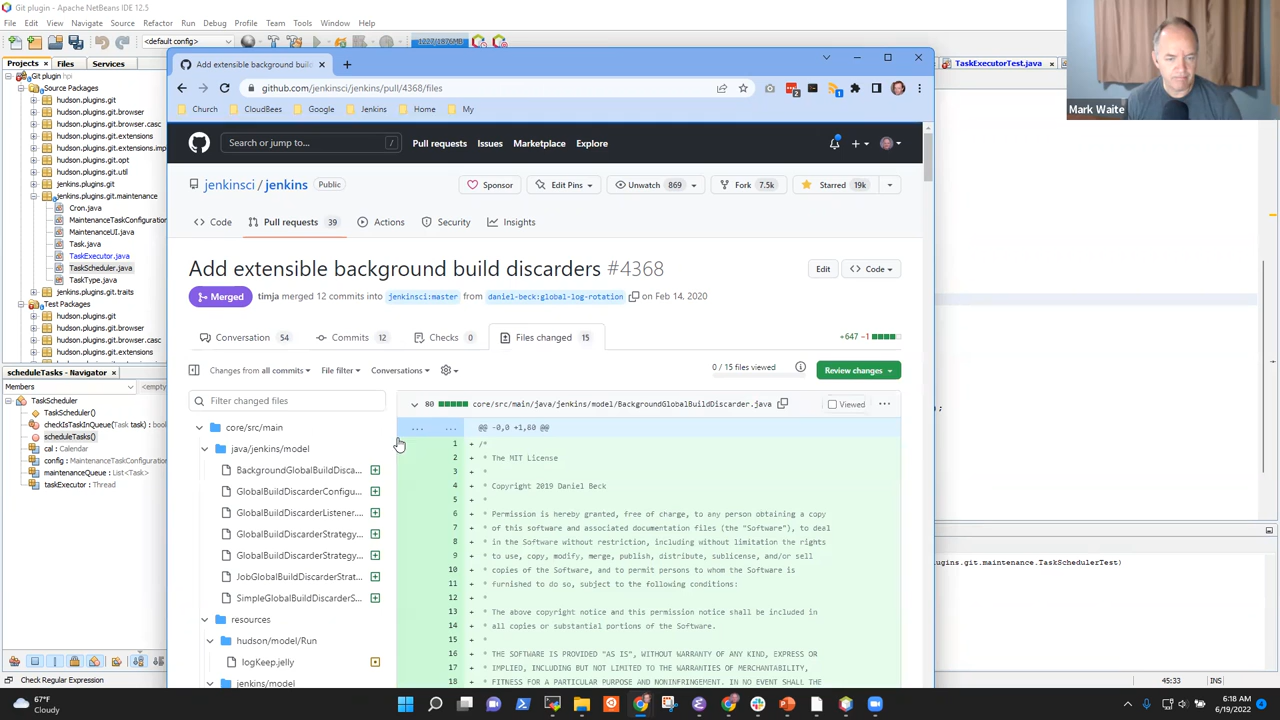 Git plugin - Apache NetBeans IDE 12.5
File Edit View Navigate Source Refactor Run Debug Profile Team Tools Window Help
<default config>
Projects Files Services
Git plugin hpi
Source Packages
hudson.plugins.git
hudson.plugins.git.browser
hudson.plugins.git.browser.casc
hudson.plugins.git.extensions
hudson.plugins.git.extensions.imp
hudson.plugins.git.opt
hudson.plugins.git.util
jenkins.plugins.git
jenkins.plugins.git.maintenance
Cron.java
MaintenanceTaskConfiguration
MaintenanceUI.java
Task.java
TaskExecutor.java
TaskScheduler.java
TaskType.java
jenkins.plugins.git.traits
Test Packages
hudson.plugins.git
hudson.plugins.git.browser
hudson.plugins.git.browser.casc
hudson.plugins.git.extensions
scheduleTasks - Navigator
Members <empty>
TaskScheduler
TaskScheduler()
checkIsTaskInQueue(Task task) : boolean
scheduleTasks()
cal : Calendar
config : MaintenanceTaskConfiguration
maintenanceQueue : List<Task>
taskExecutor : Thread
Check Regular Expression
Add extensible background build
github.com/jenkinsci/jenkins/pull/4368/files
Church CloudBees Google Jenkins Home My
Search or jump to... /
Pull requests Issues Marketplace Explore
jenkinsci / jenkins Public
Sponsor Edit Pins Unwatch 869 Fork 7.5k Starred 19k
Code Pull requests 39 Actions Security Insights
Add extensible background build discarders #4368
Edit Code
Merged timja merged 12 commits into jenkinsci:master from daniel-beck:global-log-rotation on Feb 14, 2020
Conversation 54 Commits 12 Checks 0 Files changed 15 +647 −1
Changes from all commits File filter Conversations 0 / 15 files viewed Review changes
Filter changed files
core/src/main
java/jenkins/model
BackgroundGlobalBuildDisca...
GlobalBuildDiscarderConfigu...
GlobalBuildDiscarderListener....
GlobalBuildDiscarderStrategy...
GlobalBuildDiscarderStrategy...
JobGlobalBuildDiscarderStrat...
SimpleGlobalBuildDiscarderS...
resources
hudson/model/Run
logKeep.jelly
jenkins/model
80 core/src/main/java/jenkins/model/BackgroundGlobalBuildDiscarder.java Viewed
... ... @@ -0,0 +1,80 @@
1 + /*
2 + * The MIT License
3 + *
4 + * Copyright 2019 Daniel Beck
5 + *
6 + * Permission is hereby granted, free of charge, to any person obtaining a copy
7 + * of this software and associated documentation files (the "Software"), to deal
8 + * in the Software without restriction, including without limitation the rights
9 + * to use, copy, modify, merge, publish, distribute, sublicense, and/or sell
10 + * copies of the Software, and to permit persons to whom the Software is
11 + * furnished to do so, subject to the following conditions:
12 + *
13 + * The above copyright notice and this permission notice shall be included in
14 + * all copies or substantial portions of the Software.
15 + *
16 + * THE SOFTWARE IS PROVIDED "AS IS", WITHOUT WARRANTY OF ANY KIND, EXPRESS OR
17 + * IMPLIED, INCLUDING BUT NOT LIMITED TO THE WARRANTIES OF MERCHANTABILITY,
18 + * FITNESS FOR A PARTICULAR PURPOSE AND NONINFRINGEMENT. IN NO EVENT SHALL THE
TaskExecutorTest.java
Mark Waite
plugins.git.maintenance.TaskSchedulerTest)
45:33 INS
67°F
Cloudy
6:18 AM
6/19/2022